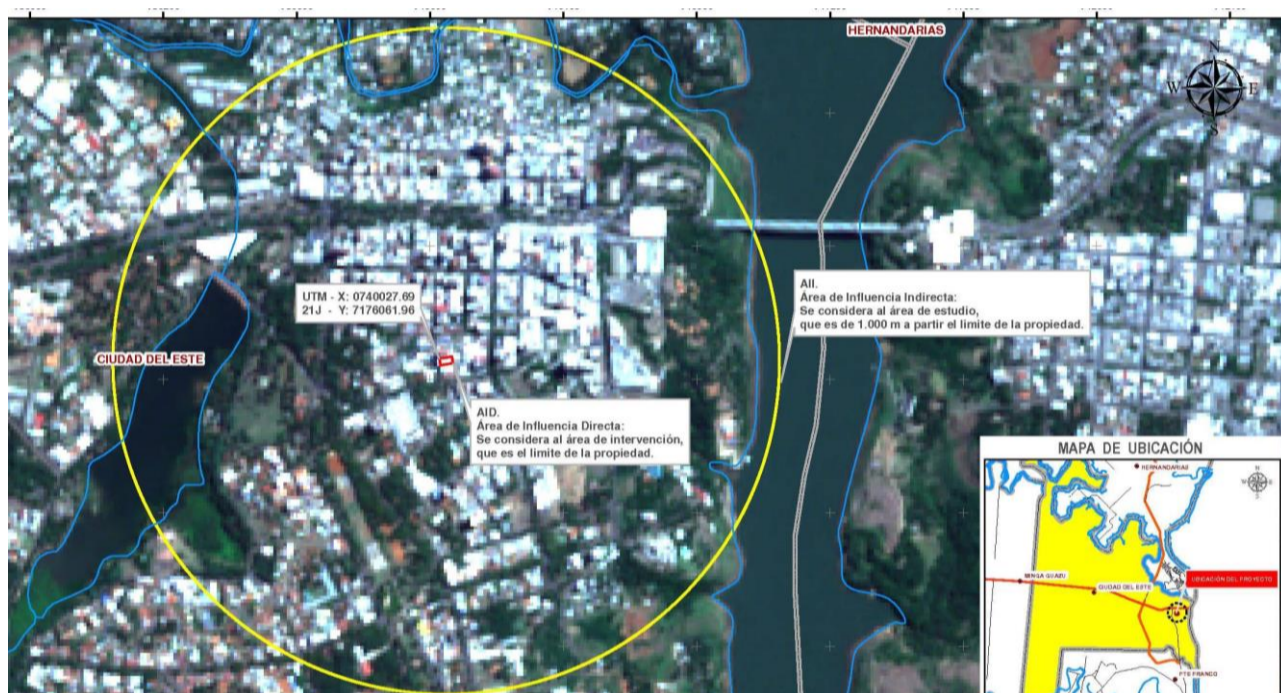 HERNANDARIAS
N
W
E
S
UTM - X: 0740027.69
21J - Y: 7176061.96
AII.
Área de Influencia Indirecta:
Se considera al área de estudio,
que es de 1.000 m a partir el limite de la propiedad.
CIUDAD DEL ESTE
AID.
Área de Influencia Directa:
Se considera al área de intervención,
que es el limite de la propiedad.
MAPA DE UBICACIÓN
HERNANDARIAS
MINGA GUAZU
CIUDAD DEL ESTE
UBICACIÓN DEL PROYECTO
PTE FRANCO